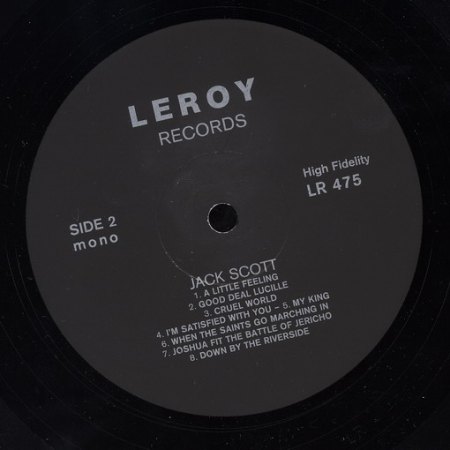 LEROY
RECORDS
High Fidelity
LR 475
SIDE 2
mono
JACK SCOTT
1. A LITTLE FEELING
2. GOOD DEAL LUCILLE
3. CRUEL WORLD
4. I'M SATISFIED WITH YOU - 5. MY KING
6. WHEN THE SAINTS GO MARCHING IN
7. JOSHUA FIT THE BATTLE OF JERICHO
8. DOWN BY THE RIVERSIDE